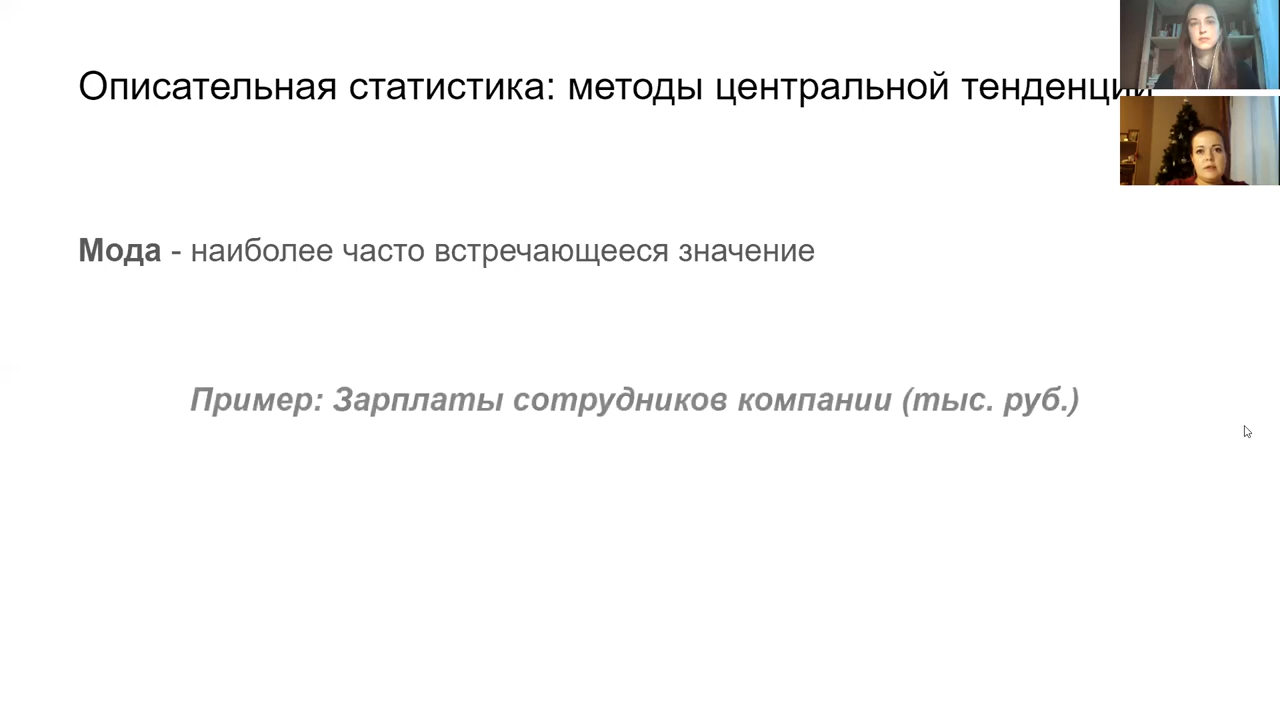 Описательная статистика: методы центральной тенденции
Мода - наиболее часто встречающееся значение
Пример: Зарплаты сотрудников компании (тыс. руб.)